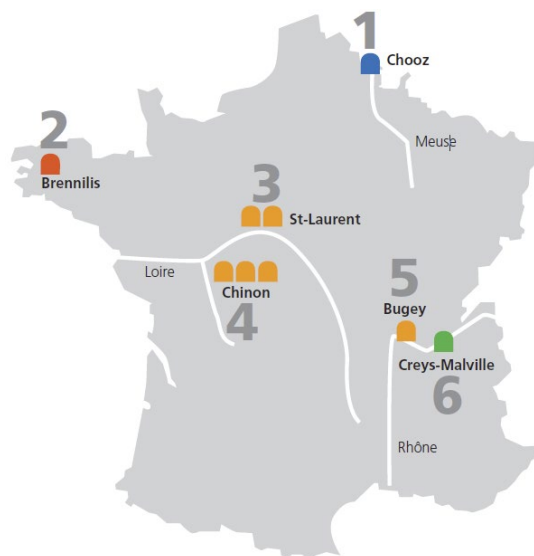 1
Chooz
Meuse
2
Brennilis
3
St-Laurent
Loire
Chinon
4
5
Bugey
Creys-Malville
6
Rhône